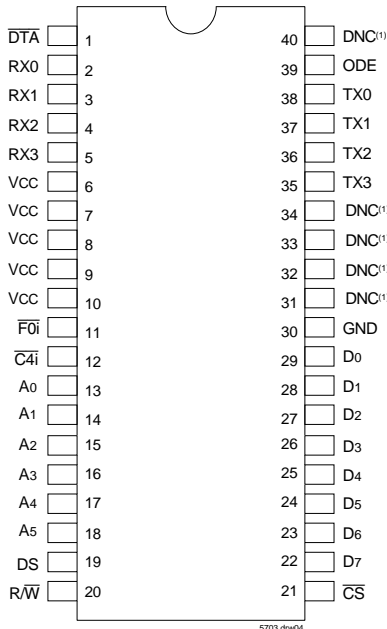 DTA 1 40 DNC(1)
RX0 2 39 ODE
RX1 3 38 TX0
RX2 4 37 TX1
RX3 5 36 TX2
VCC 6 35 TX3
VCC 7 34 DNC(1)
VCC 8 33 DNC(1)
VCC 9 32 DNC(1)
VCC 10 31 DNC(1)
F0i 11 30 GND
C4i 12 29 D0
A0 13 28 D1
A1 14 27 D2
A2 15 26 D3
A3 16 25 D4
A4 17 24 D5
A5 18 23 D6
DS 19 22 D7
R/W 20 21 CS
5703 drw04